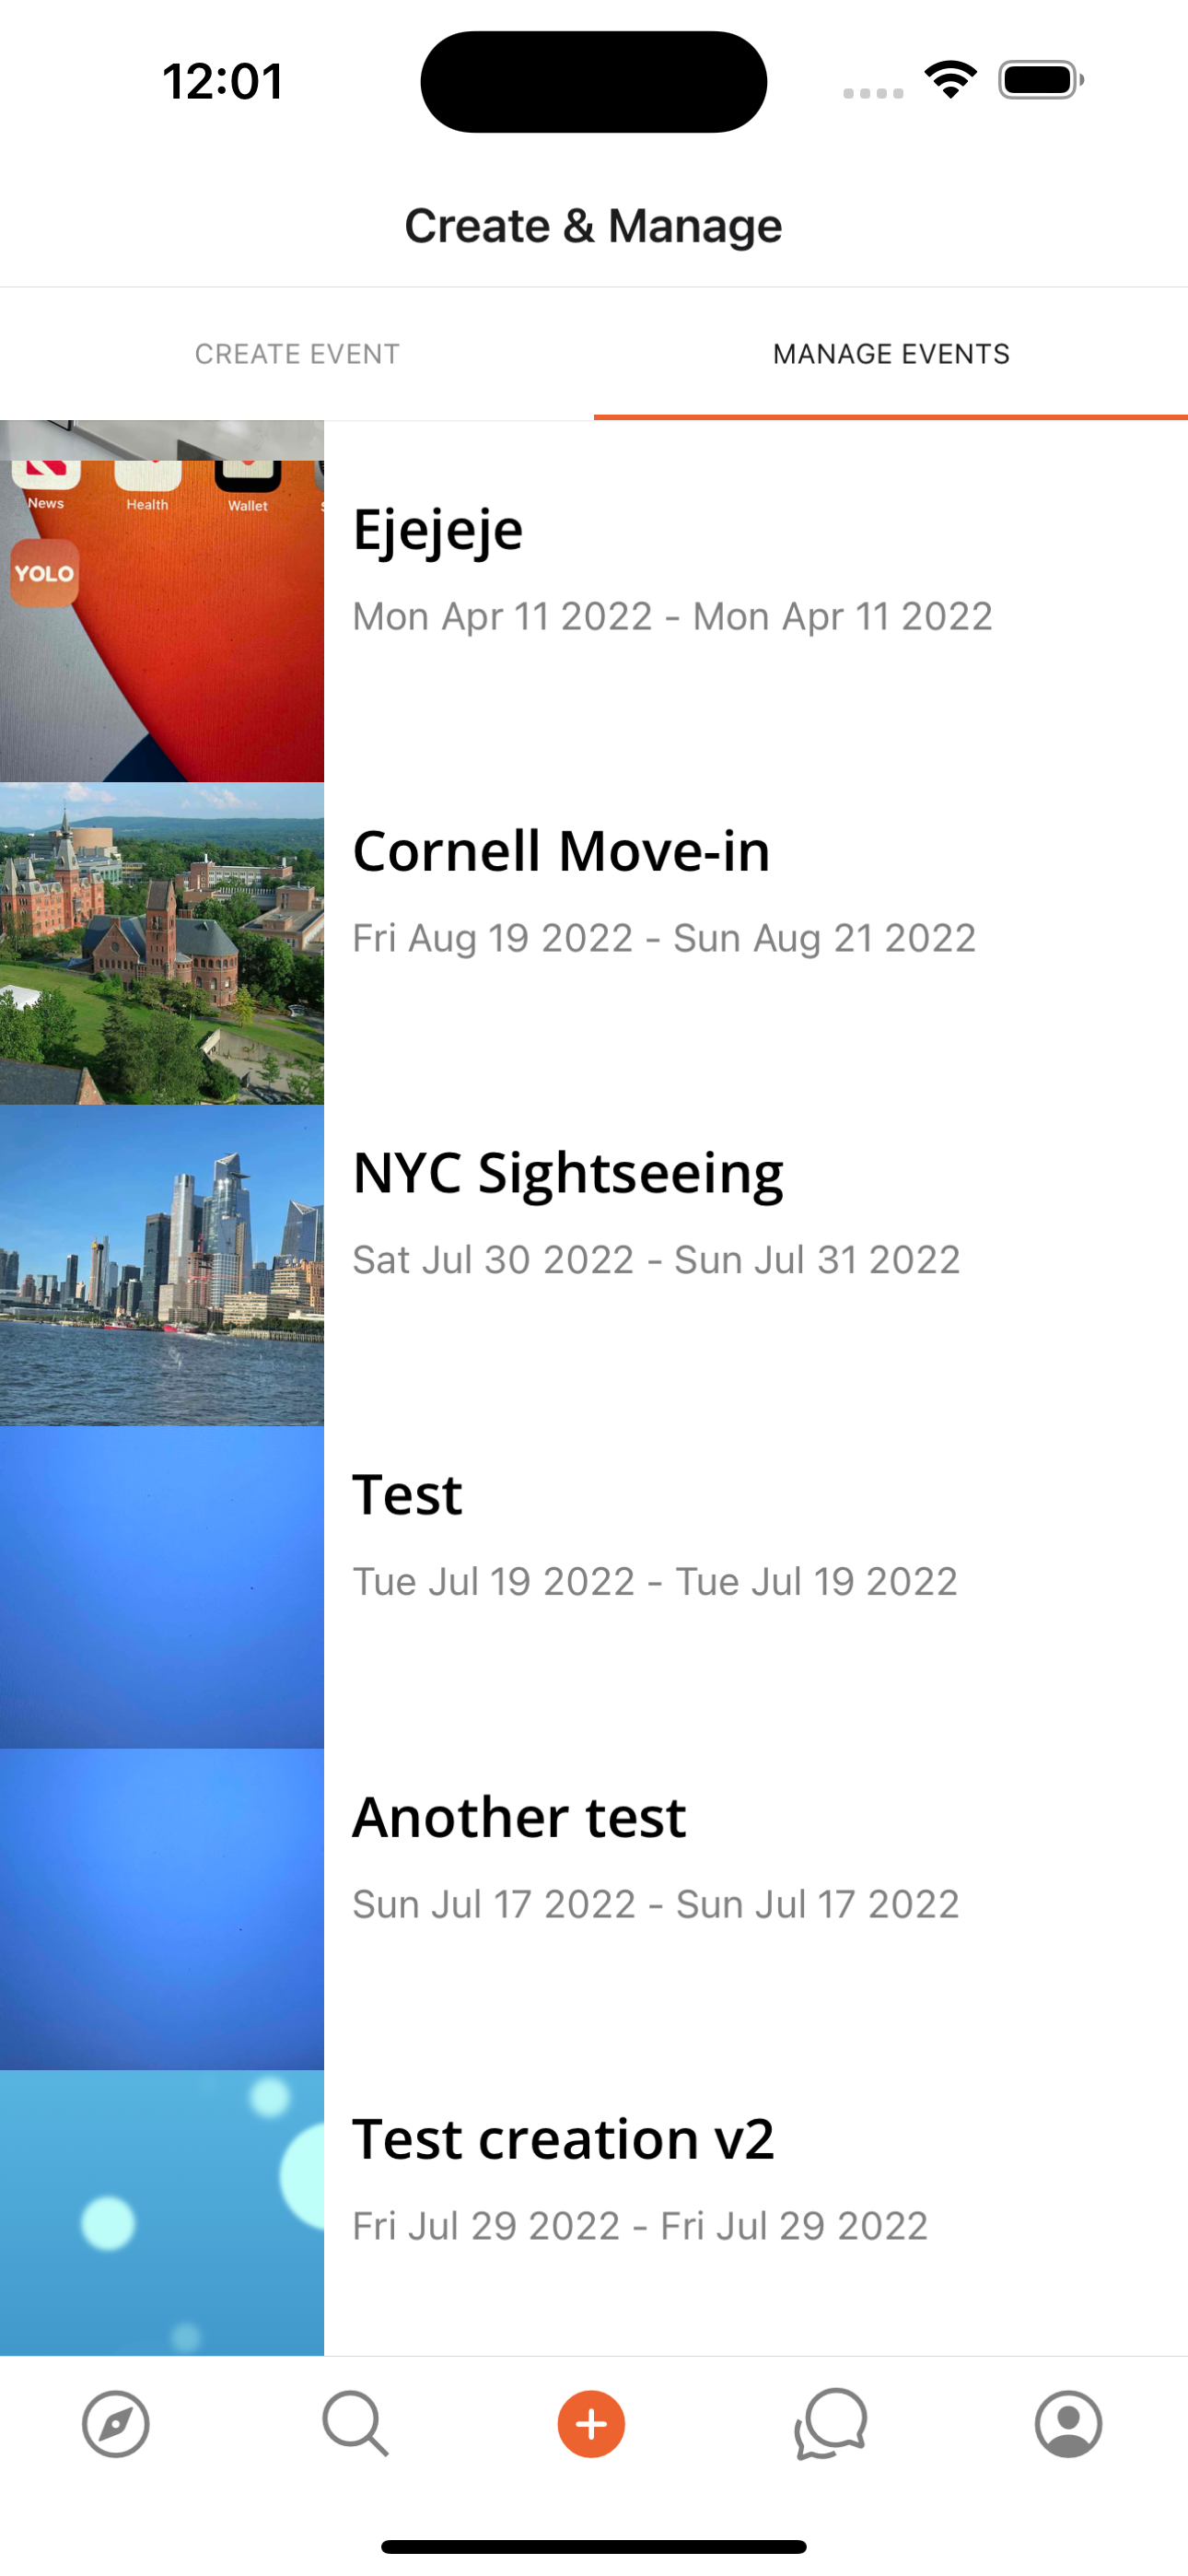 12:01
Create & Manage
CREATE EVENT
MANAGE EVENTS
News
Health
Wallet
YOLO
Ejejeje
Mon Apr 11 2022 - Mon Apr 11 2022
Cornell Move-in
Fri Aug 19 2022 - Sun Aug 21 2022
NYC Sightseeing
Sat Jul 30 2022 - Sun Jul 31 2022
Test
Tue Jul 19 2022 - Tue Jul 19 2022
Another test
Sun Jul 17 2022 - Sun Jul 17 2022
Test creation v2
Fri Jul 29 2022 - Fri Jul 29 2022